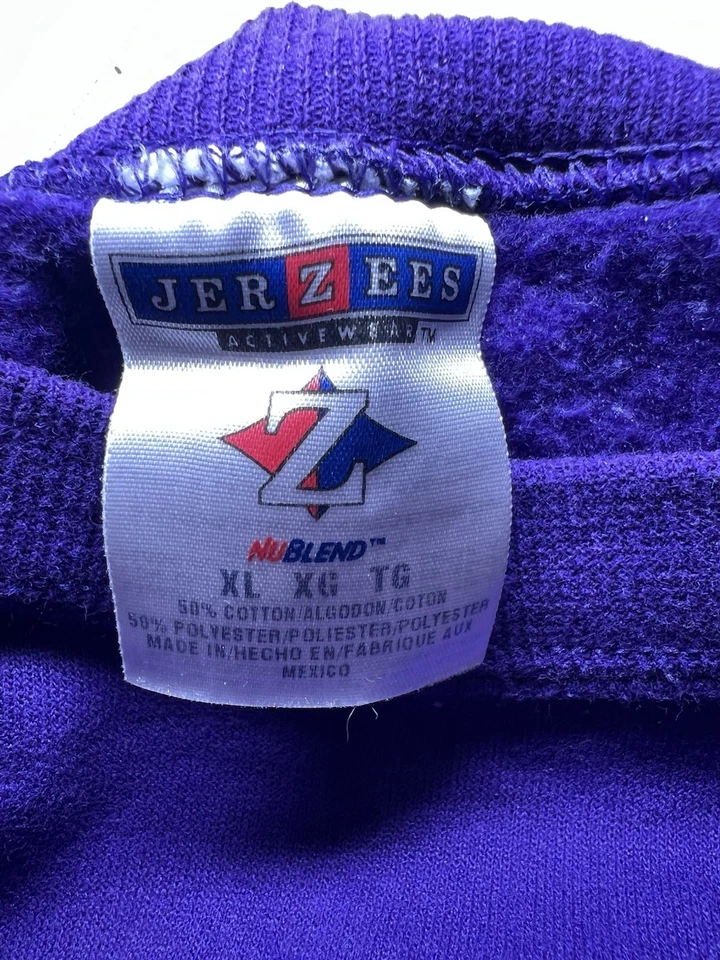 JERZEES
ACTIVEWEAR™
Z
NUBLEND™
XL XG TG
50% COTTON/ALGODON/COTON
50% POLYESTER/POLIESTER/POLYESTER
MADE IN/HECHO EN/FABRIQUE AUX
MEXICO